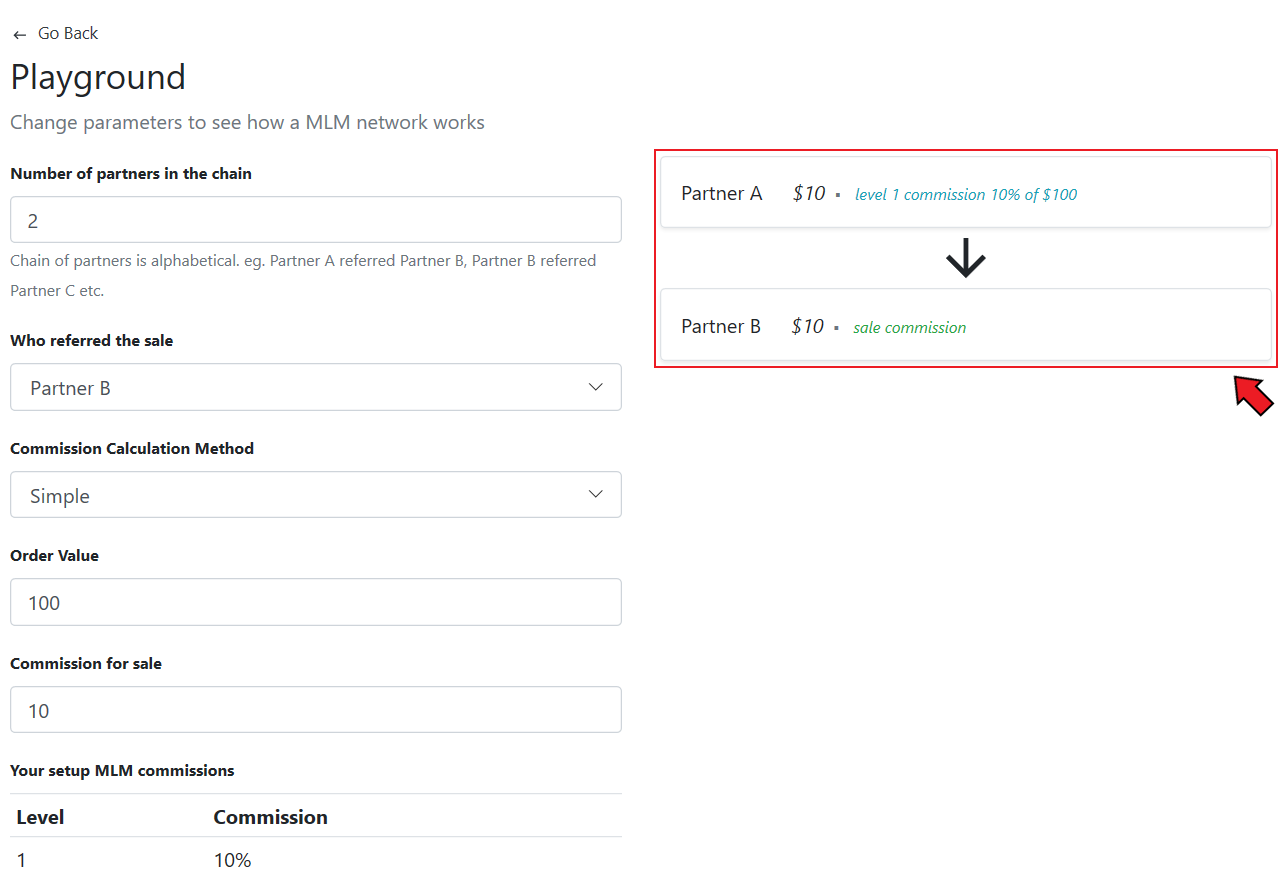 ← Go Back
Playground
Change parameters to see how a MLM network works
Number of partners in the chain
2
Chain of partners is alphabetical. eg. Partner A referred Partner B, Partner B referred
Partner C etc.
Who referred the sale
Partner B
Commission Calculation Method
Simple
Order Value
100
Commission for sale
10
Your setup MLM commissions
Level Commission
1 10%
Partner A $10 • level 1 commission 10% of $100
Partner B $10 • sale commission